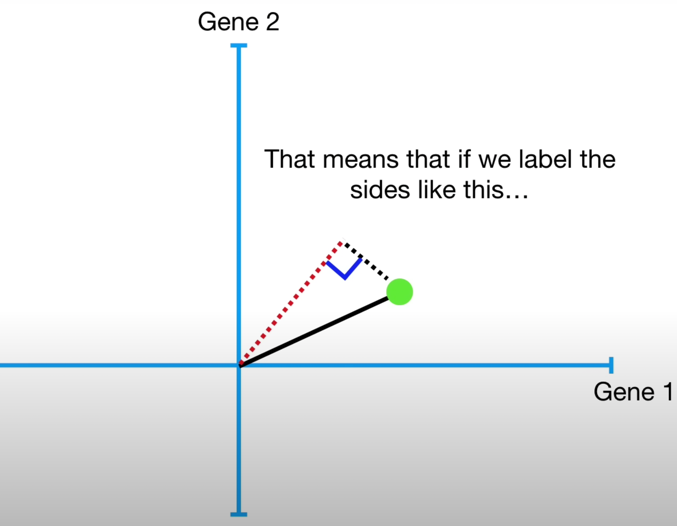 Gene 2
That means that if we label the
sides like this…
Gene 1